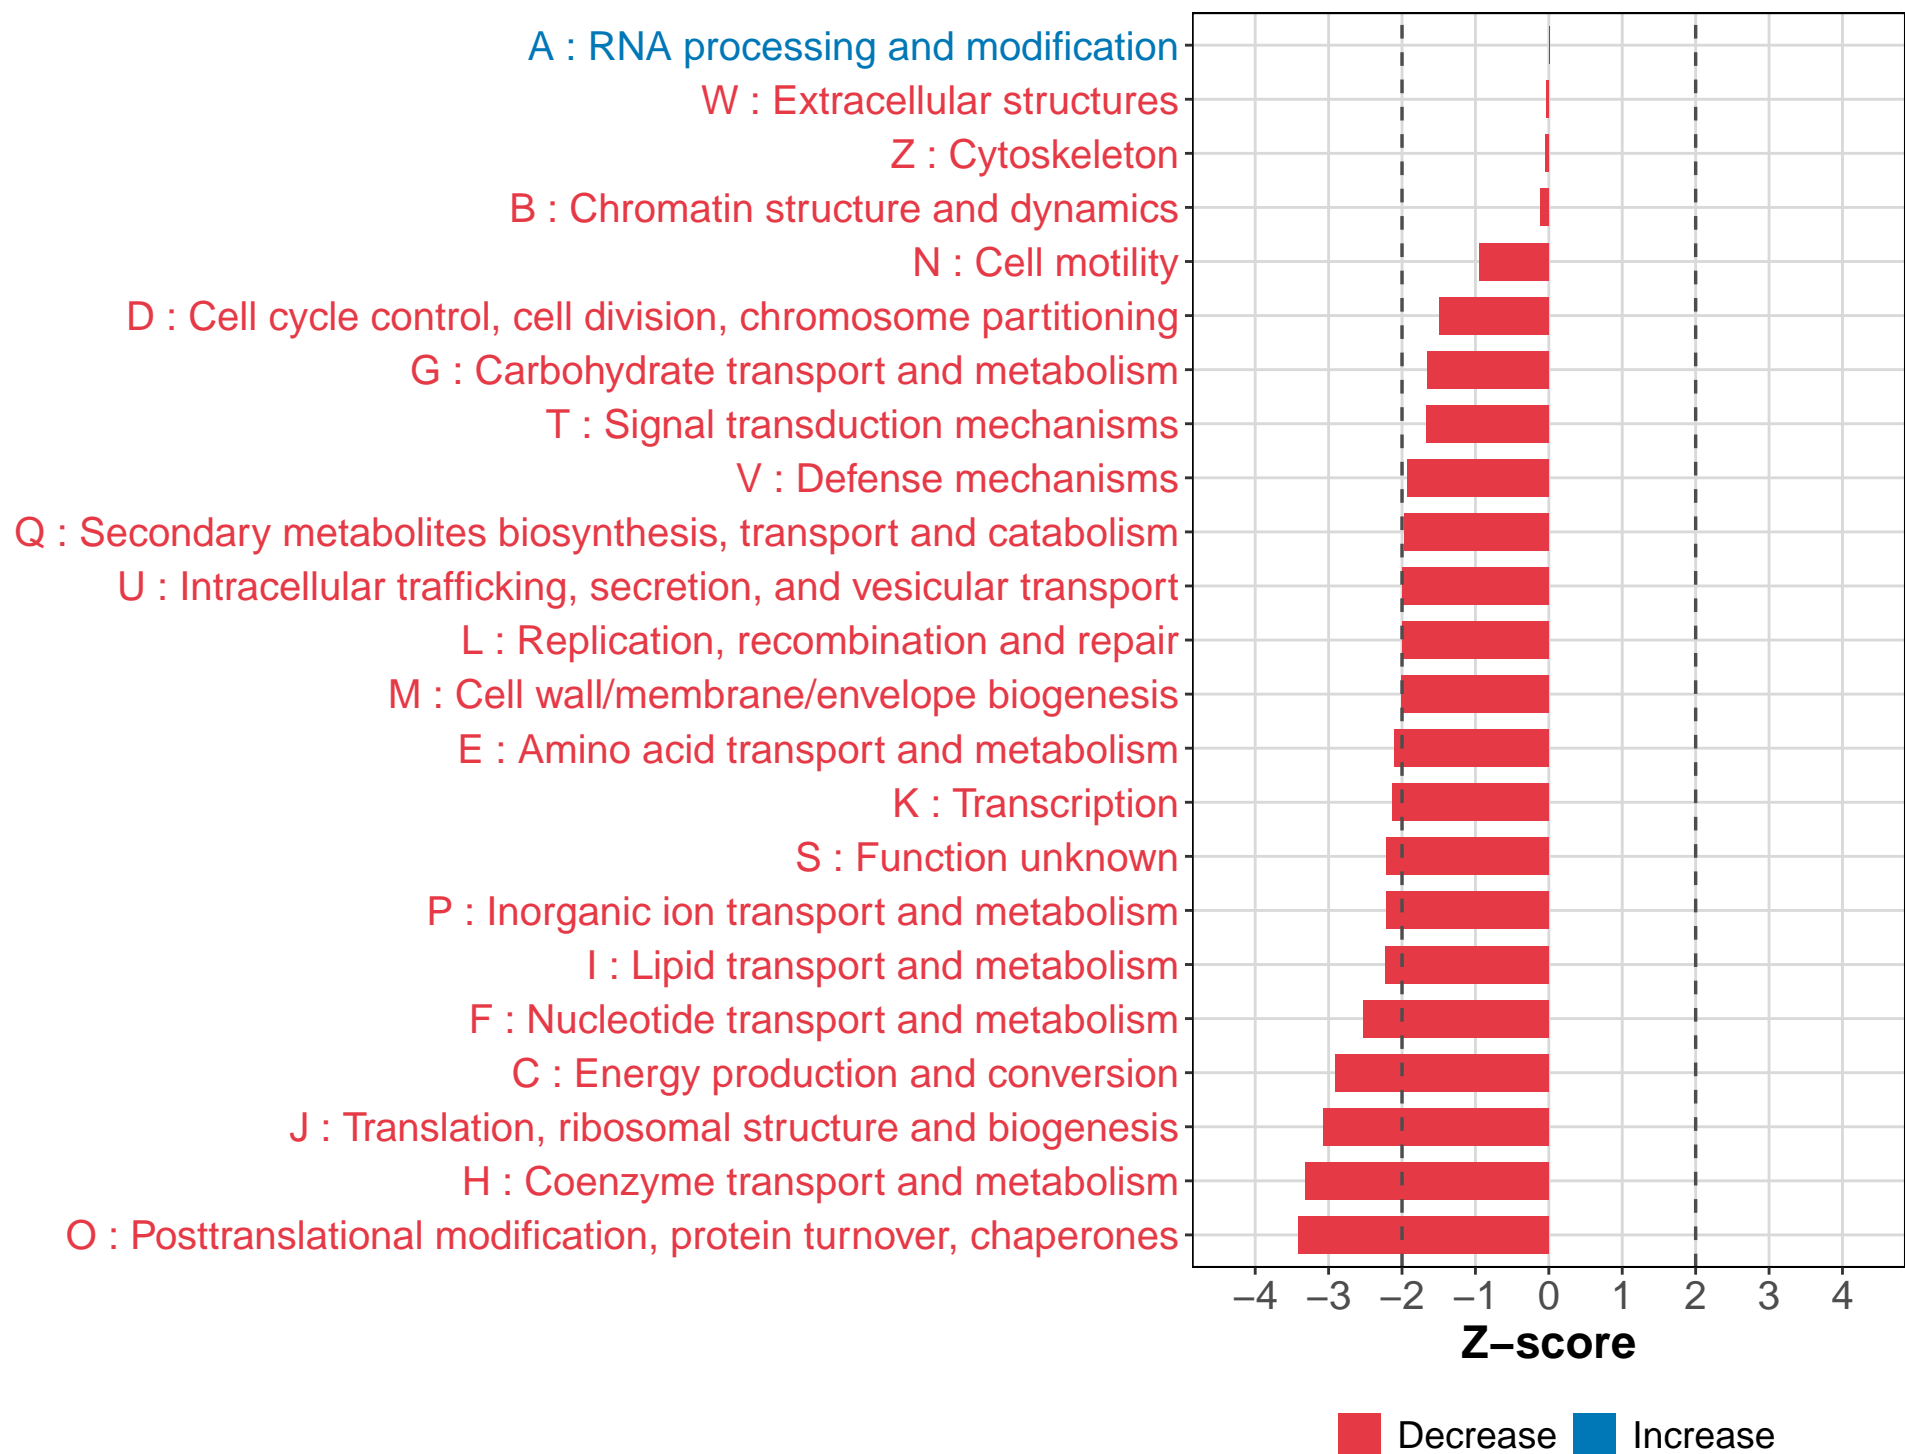 A : RNA processing and modification
W : Extracellular structures
Z : Cytoskeleton
B : Chromatin structure and dynamics
N : Cell motility
D : Cell cycle control, cell division, chromosome partitioning
G : Carbohydrate transport and metabolism
T : Signal transduction mechanisms
V : Defense mechanisms
Q : Secondary metabolites biosynthesis, transport and catabolism
U : Intracellular trafficking, secretion, and vesicular transport
L : Replication, recombination and repair
M : Cell wall/membrane/envelope biogenesis
E : Amino acid transport and metabolism
K : Transcription
S : Function unknown
P : Inorganic ion transport and metabolism
I : Lipid transport and metabolism
F : Nucleotide transport and metabolism
C : Energy production and conversion
J : Translation, ribosomal structure and biogenesis
H : Coenzyme transport and metabolism
O : Posttranslational modification, protein turnover, chaperones
−4 −3 −2 −1 0 1 2 3 4
Z−score
Decrease Increase